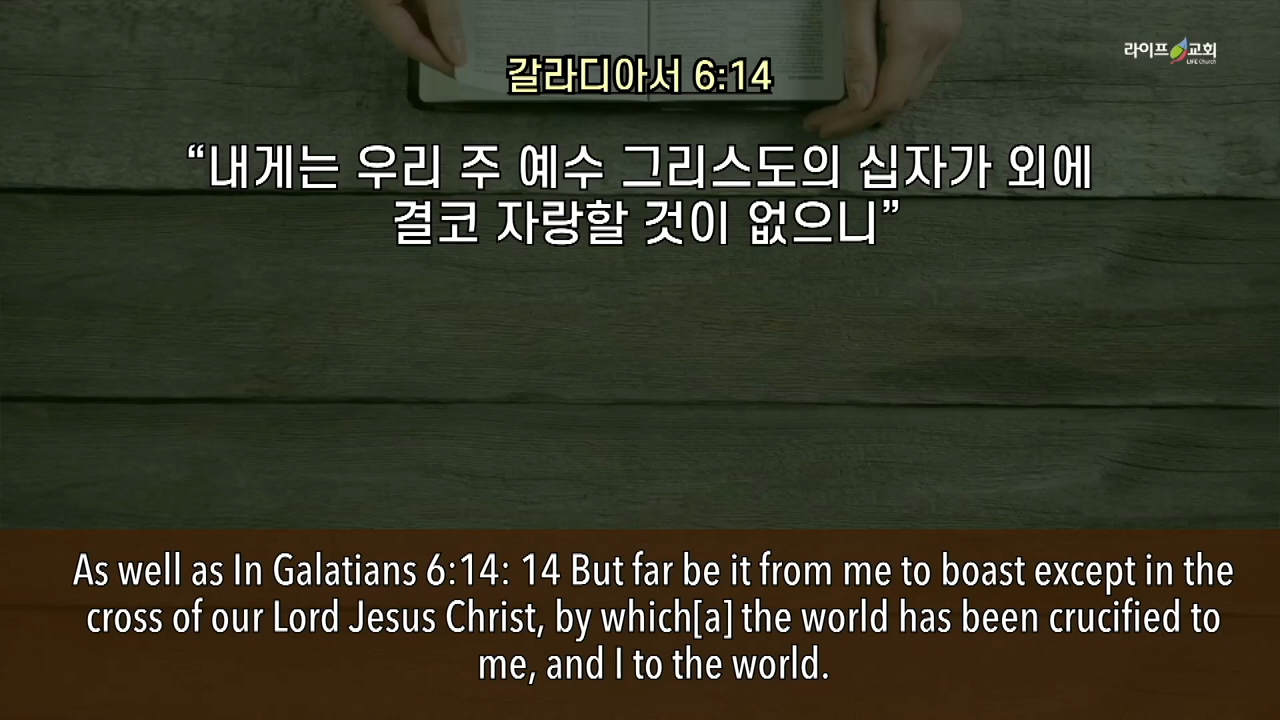 라이프 교회
LIFE Church
갈라디아서 6:14
“내게는 우리 주 예수 그리스도의 십자가 외에
결코 자랑할 것이 없으니”
As well as In Galatians 6:14: 14 But far be it from me to boast except in the
cross of our Lord Jesus Christ, by which[a] the world has been crucified to
me, and I to the world.